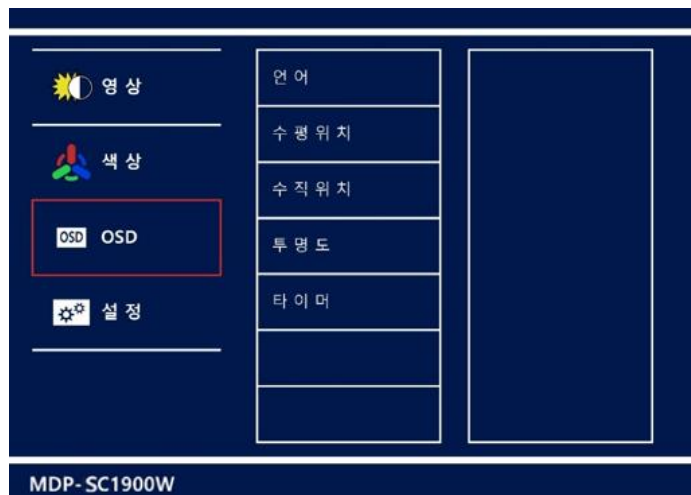 영상
색상
OSD OSD
설정
언어
수평위치
수직위치
투명도
타이머
MDP-SC1900W